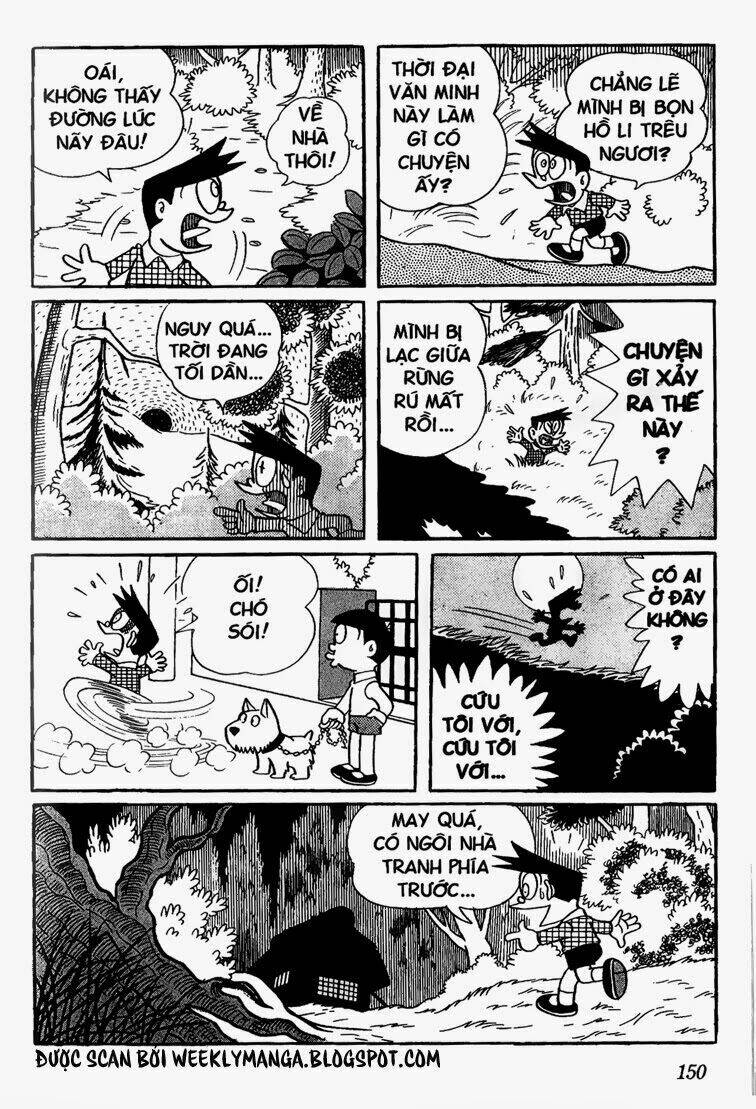 OÁI,
KHÔNG THẤY
ĐƯỜNG LÚC
NÃY ĐÂU!
VỀ
NHÀ
THÔI!
THỜI ĐẠI
VĂN MINH
NÀY LÀM
GÌ CÓ
CHUYỆN
ẤY?
CHẲNG LẼ
MÌNH BỊ BỌN
HỒ LI TRÊU
NGƯƠI?
NGUY QUÁ...
TRỜI ĐANG
TỐI DẦN...
MÌNH BỊ
LẠC GIỮA
RỪNG
RÚ MẤT
RỒI...
CHUYỆN
GÌ XẢY
RA THẾ
NÀY
?
ỐI!
CHÓ
SÓI!
CÓ AI
Ở ĐÂY
KHÔNG
?
CỨU
TÔI VỚI,
CỨU TÔI
VỚI...
MAY QUÁ,
CÓ NGÔI NHÀ
TRANH PHÍA
TRƯỚC...
ĐƯỢC SCAN BỞI WEEKLYMANGA.BLOGSPOT.COM
150